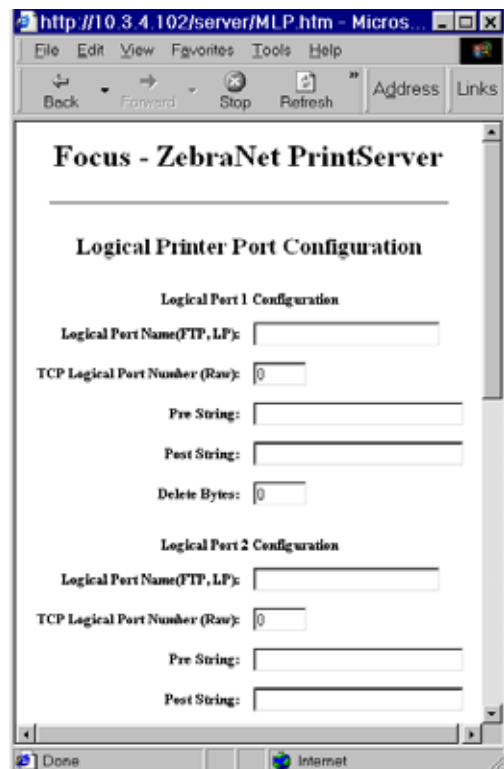 http://10.3.4.102/server/MLP.htm - Micros...
File Edit View Favorites Tools Help
Back Forward Stop Refresh » Address Links
Focus - ZebraNet PrintServer
Logical Printer Port Configuration
Logical Port 1 Configuration
Logical Port Name(FTP, LP):
TCP Logical Port Number (Raw): 0
Pre String:
Post String:
Delete Bytes: 0
Logical Port 2 Configuration
Logical Port Name(FTP, LP):
TCP Logical Port Number (Raw): 0
Pre String:
Post String:
Done Internet